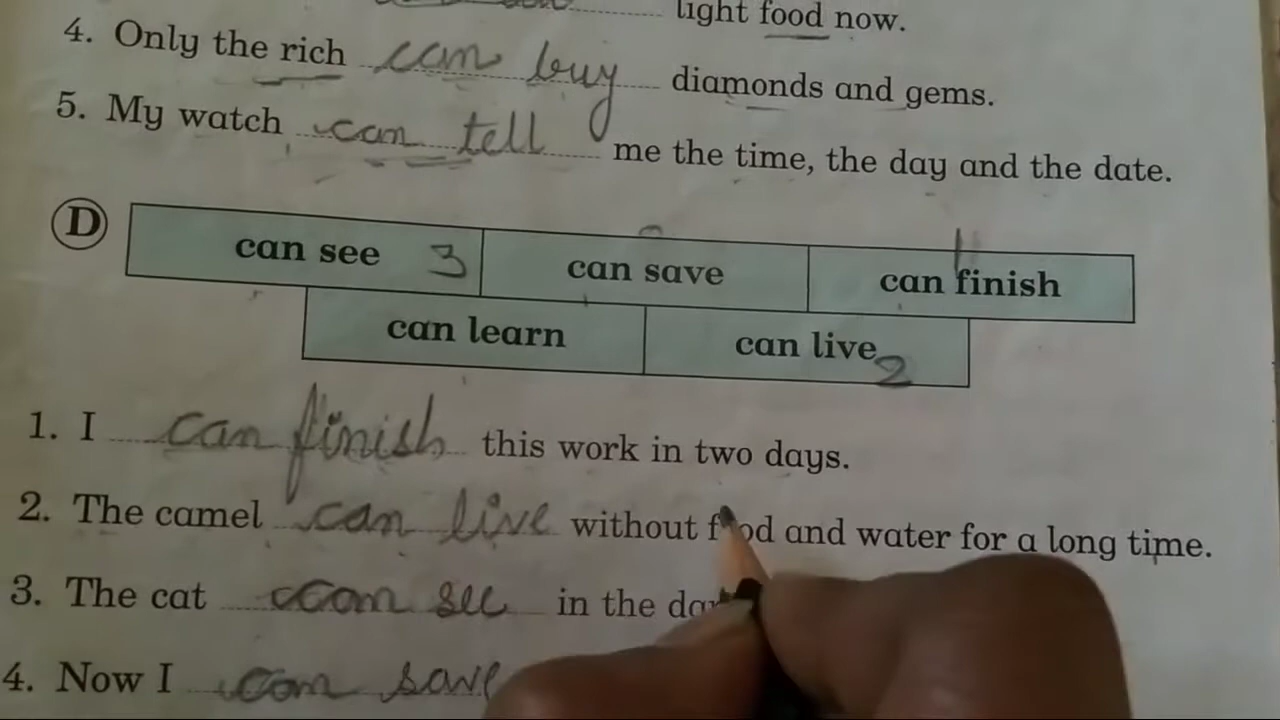 light food now.
4. Only the rich can buy diamonds and gems.
5. My watch can tell me the time, the day and the date.
D
can see 3 can save can finish
can learn can live 2
1. I can finish this work in two days.
2. The camel can live without food and water for a long time.
3. The cat can see in the
4. Now I can save